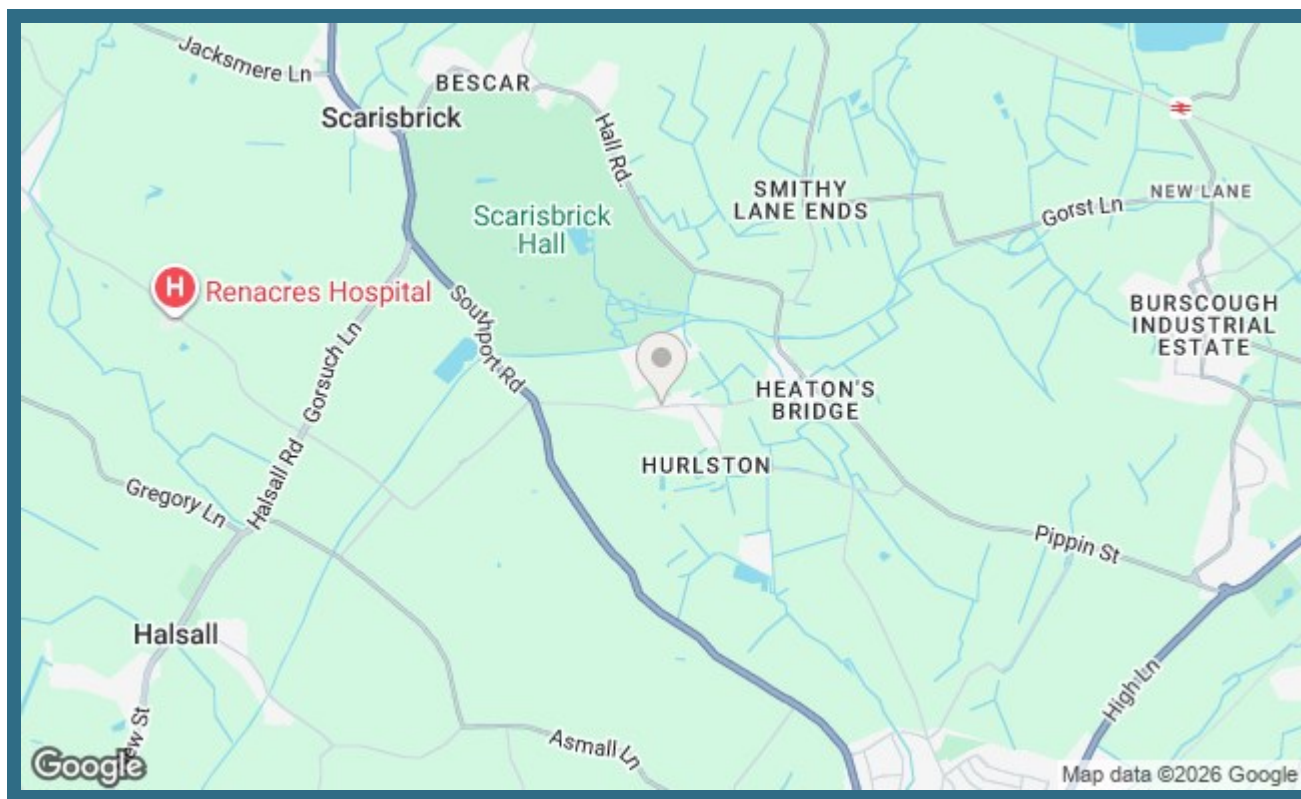 Jacksmere Ln
BESCAR
Scarisbrick
Hall Rd.
SMITHY
LANE ENDS
NEW LANE
Gorst Ln
Scarisbrick
Hall
H
Renacres Hospital
Southport Rd
Gorsuch Ln
BURSCOUGH
INDUSTRIAL
ESTATE
HEATON'S
BRIDGE
HURLSTON
Halsall Rd
Gregory Ln
Pippin St
Halsall
High Ln
Asmall Ln
ew St
Google
Map data ©2026 Google